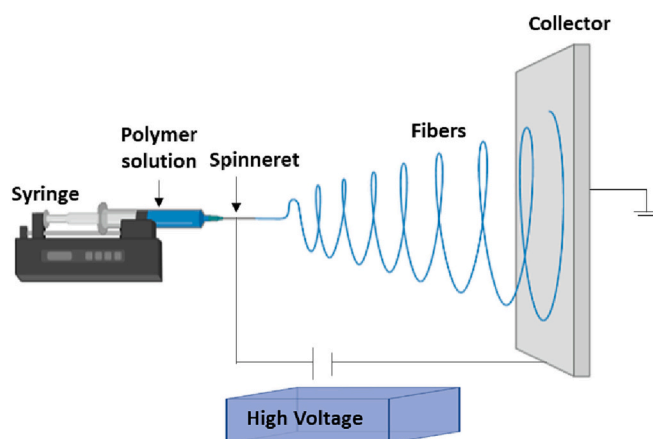 Collector
Polymer
solution
Spinneret
Fibers
Syringe
High Voltage